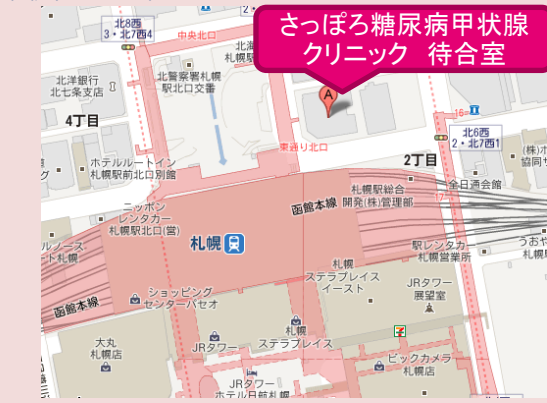 さっぽろ糖尿病甲状腺
クリニック 待合室
北8西
3・北7西4
中央北口
北洋銀行
北七条支店
北警察署札幌
駅北口交番
A
16
4丁目
東通り北口
北6西
2・北7西1
2丁目
ホテルルートイン
札幌駅前北口別館
札幌駅総合
開発(株)管理部
全日通会館
17
ニッポン
レンタカー
札幌駅北口(営)
函館本線
札幌
駅レンタカー
札幌営業所
札幌
ステラプレイス
イースト
JRタワー
展望室
ショッピング
センターパセオ
函館本線
大丸
札幌店
JRタワー
札幌
ステラプレイス
ビックカメラ
札幌店
JRタワー
ホテル日航札幌